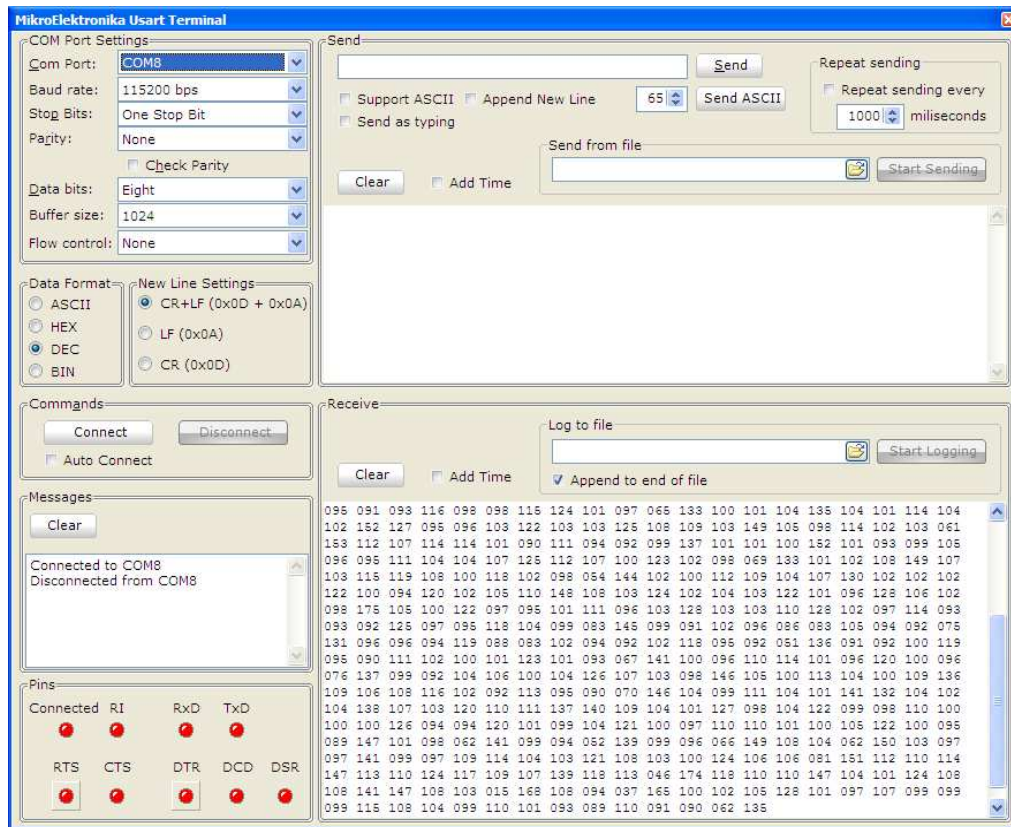 MikroElektronika Usart Terminal
COM Port Settings
Com Port: COM8
Baud rate: 115200 bps
Stop Bits: One Stop Bit
Parity: None
Check Parity
Data bits: Eight
Buffer size: 1024
Flow control: None
Data Format
ASCII
HEX
DEC
BIN
New Line Settings
CR+LF (0x0D + 0x0A)
LF (0x0A)
CR (0x0D)
Commands
Connect Disconnect
Auto Connect
Messages
Clear
Connected to COM8
Disconnected from COM8
Pins
Connected RI RxD TxD
RTS CTS DTR DCD DSR
Send
Send
Support ASCII Append New Line 65 Send ASCII
Send as typing
Repeat sending
Repeat sending every
1000 miliseconds
Send from file
Start Sending
Clear Add Time
Receive
Log to file
Start Logging
Clear Add Time
Append to end of file
095 091 093 116 098 098 115 124 101 097 065 133 100 101 104 135 104 101 114 104
102 152 127 095 096 103 122 103 103 125 108 109 103 149 105 098 114 102 103 061
153 112 107 114 114 101 090 111 094 092 099 137 101 101 100 152 101 093 099 105
096 095 111 104 104 107 125 112 107 100 123 102 098 069 133 101 102 108 149 107
103 115 119 108 100 118 102 098 054 144 102 100 112 109 104 107 130 102 102 102
122 100 094 120 102 105 110 148 108 103 124 102 104 103 122 101 096 128 106 102
098 175 105 100 122 097 095 101 111 096 103 128 103 103 110 128 102 097 114 093
093 092 125 097 095 118 104 099 083 145 099 091 102 096 086 083 105 094 092 075
131 096 096 094 119 088 083 102 094 092 102 118 095 092 051 136 091 092 100 119
095 090 111 102 100 101 123 101 093 067 141 100 096 110 114 101 096 120 100 096
076 137 099 092 104 106 100 104 126 107 103 098 146 105 100 113 104 100 109 136
109 106 108 116 102 092 113 095 090 070 146 104 099 111 104 101 141 132 104 102
104 138 107 103 120 110 111 137 140 109 104 101 127 098 104 122 099 098 110 100
100 100 126 094 094 120 101 099 104 121 100 097 110 110 101 100 105 122 100 095
089 147 101 098 062 141 099 094 052 139 099 096 066 149 108 104 062 150 103 097
097 141 099 097 109 114 104 103 121 108 103 100 124 106 106 081 151 112 110 114
147 113 110 124 117 109 107 139 118 113 046 174 118 110 110 147 104 101 124 108
108 141 147 108 103 015 168 108 094 037 165 100 102 105 128 101 097 107 099 099
099 115 108 104 099 110 101 093 089 110 091 090 062 135